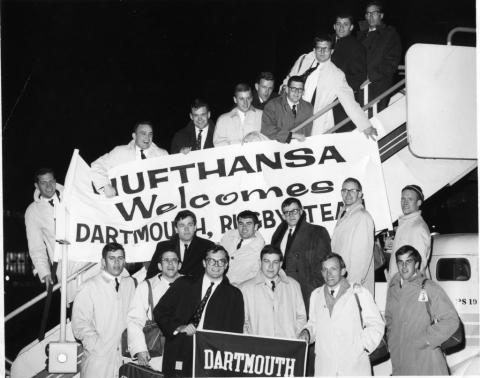 LUFTHANSA
Welcomes
DARTMOUTH, RUGBY TEAM
DARTMOUTH